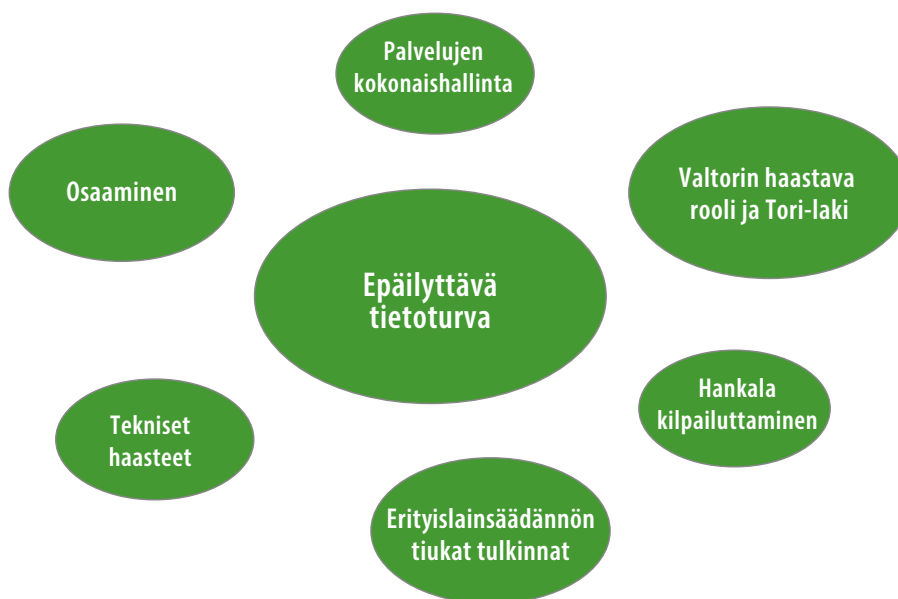 Palvelujen
kokonaishallinta
Osaaminen
Valtorin haastava
rooli ja Tori-laki
Epäilyttävä
tietoturva
Hankala
kilpailuttaminen
Tekniset
haasteet
Erityislainsäädännön
tiukat tulkinnat